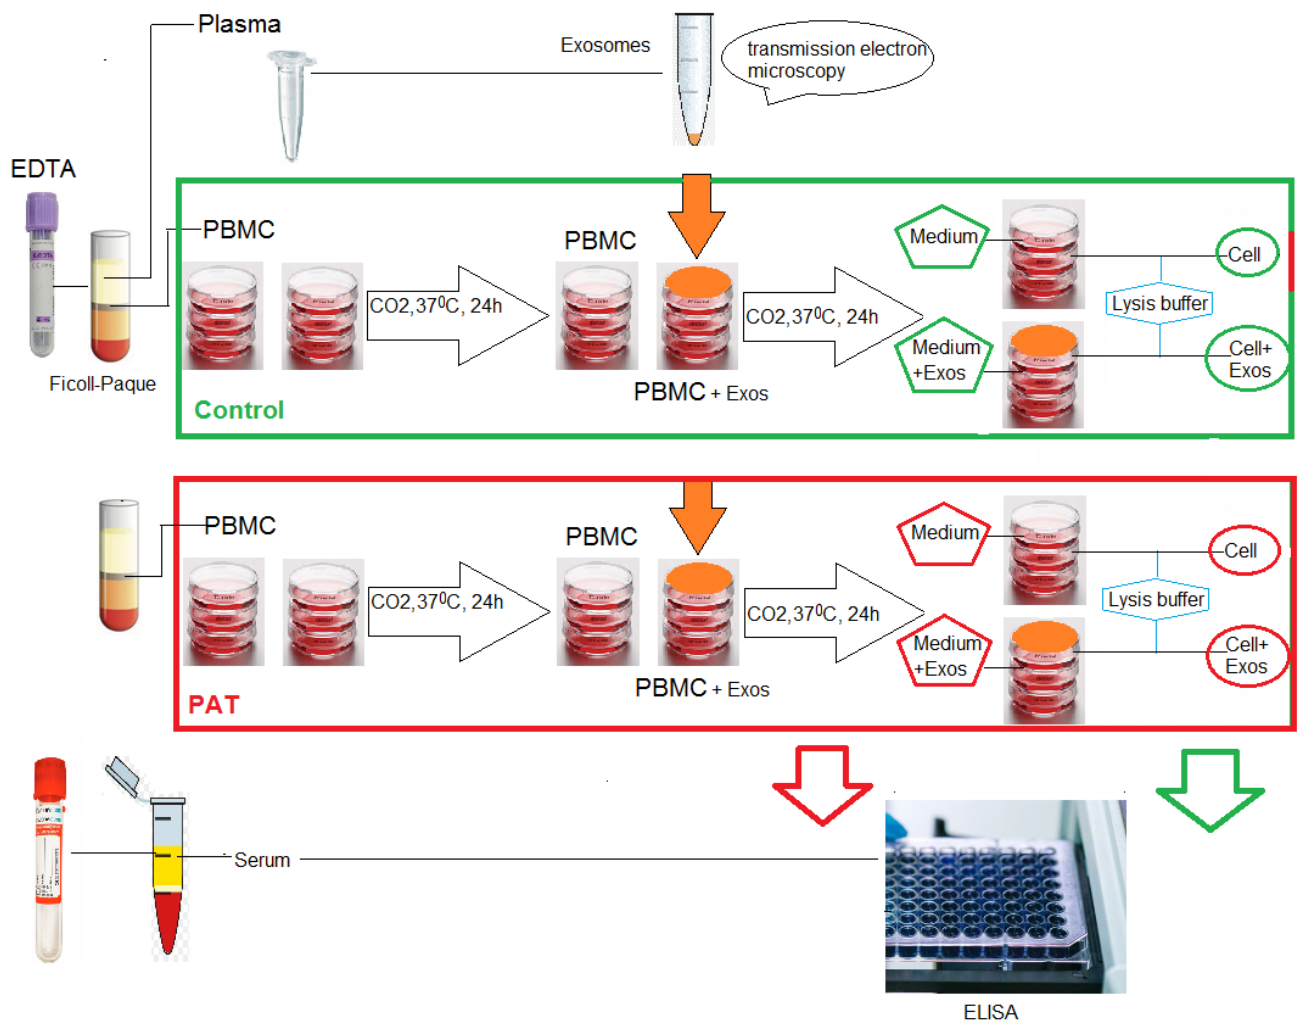 Plasma
Exosomes
transmission electron
microscopy
EDTA
PBMC
PBMC
Medium
Cell
CO2,37⁰C, 24h
CO2,37⁰C, 24h
Lysis buffer
Medium
+Exos
Cell+
Exos
Ficoll-Paque
PBMC + Exos
Control
PBMC
PBMC
Medium
Cell
CO2,37⁰C, 24h
CO2,37⁰C, 24h
Lysis buffer
Medium
+Exos
Cell+
Exos
PBMC + Exos
PAT
Serum
ELISA